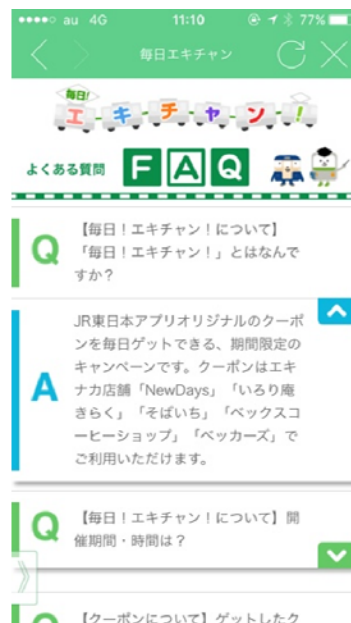 au 4G 11:10 77%
毎日エキチャン
毎日!
エキチャン!
よくある質問 FAQ
Q
【毎日!エキチャン!について】
「毎日!エキチャン!」とはなんで
すか?
A
JR東日本アプリオリジナルのクーポ
ンを毎日ゲットできる、期間限定の
キャンペーンです。クーポンはエキ
ナカ店舗「NewDays」「いろり庵
きらく」「そばいち」「ベックスコ
ーヒーショップ」「ベッカーズ」で
ご利用いただけます。
Q
【毎日!エキチャン!について】開
催期間・時間は?
【クーポンについて】ゲットしたク